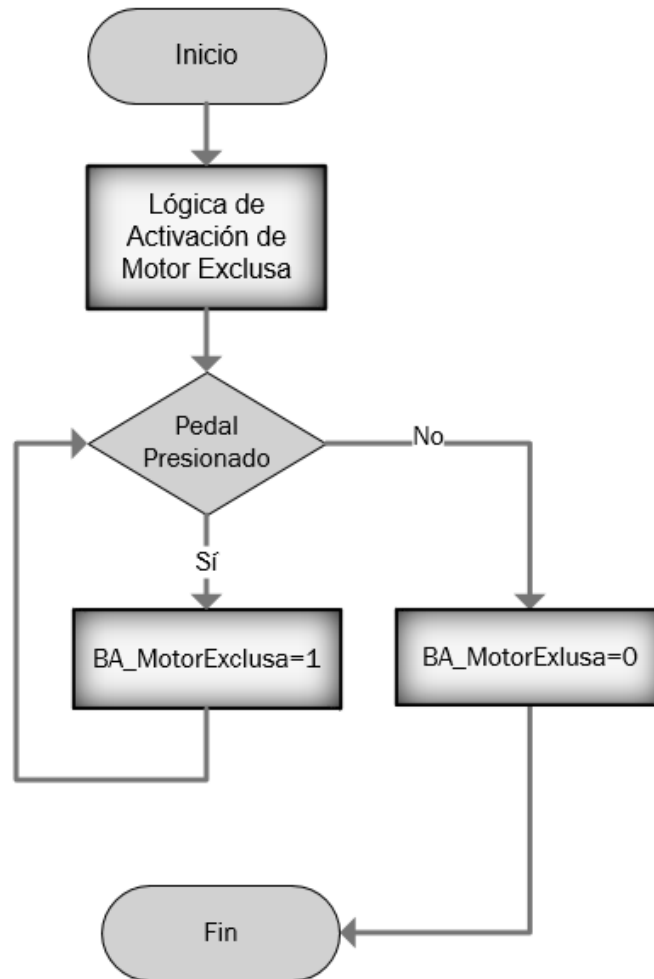 Inicio
Lógica de
Activación de
Motor Exclusa
Pedal
Presionado
No
Sí
BA_MotorExclusa=1
BA_MotorExlusa=0
Fin